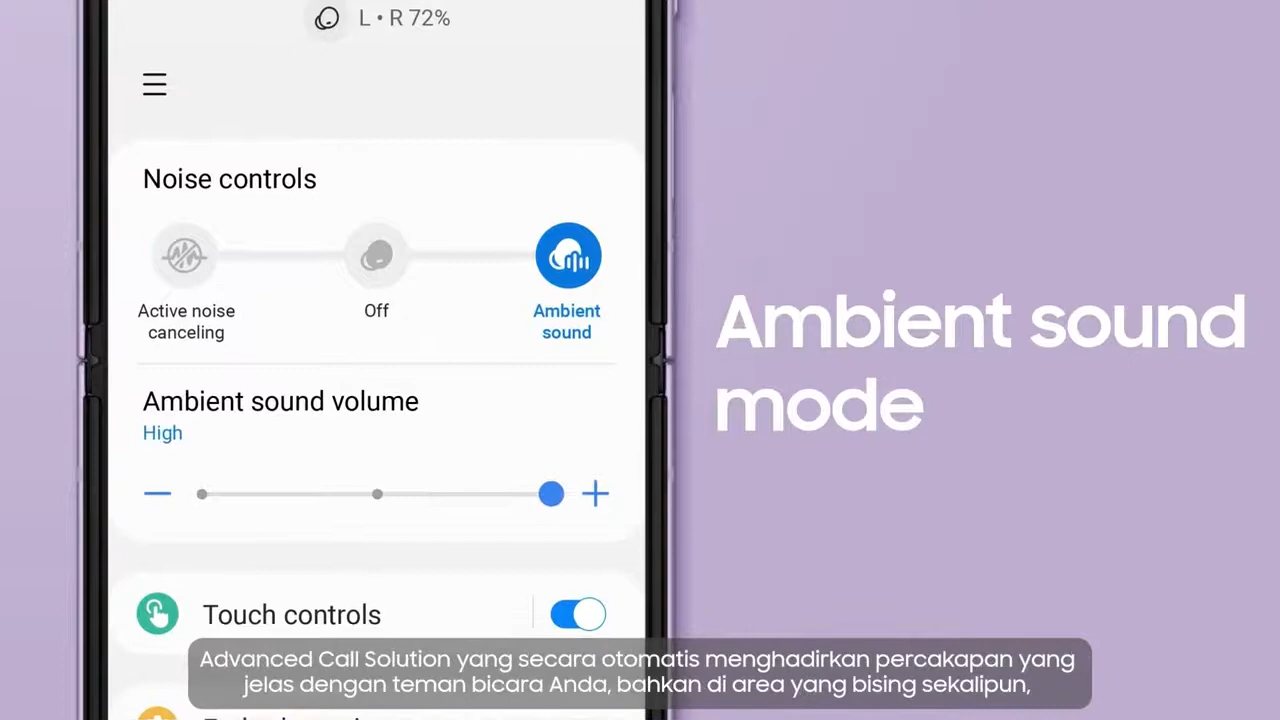 L • R 72%
Noise controls
Active noise
canceling
Off
Ambient
sound
Ambient sound volume
High
Touch controls
Ambient sound
mode
Advanced Call Solution yang secara otomatis menghadirkan percakapan yang
jelas dengan teman bicara Anda, bahkan di area yang bising sekalipun,